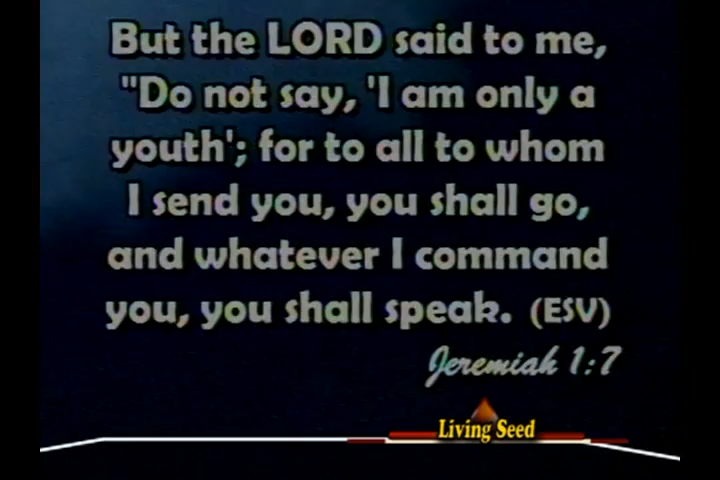 But the LORD said to me,
"Do not say, 'I am only a
youth'; for to all to whom
I send you, you shall go,
and whatever I command
you, you shall speak. (ESV)
Jeremiah 1:7
Living Seed